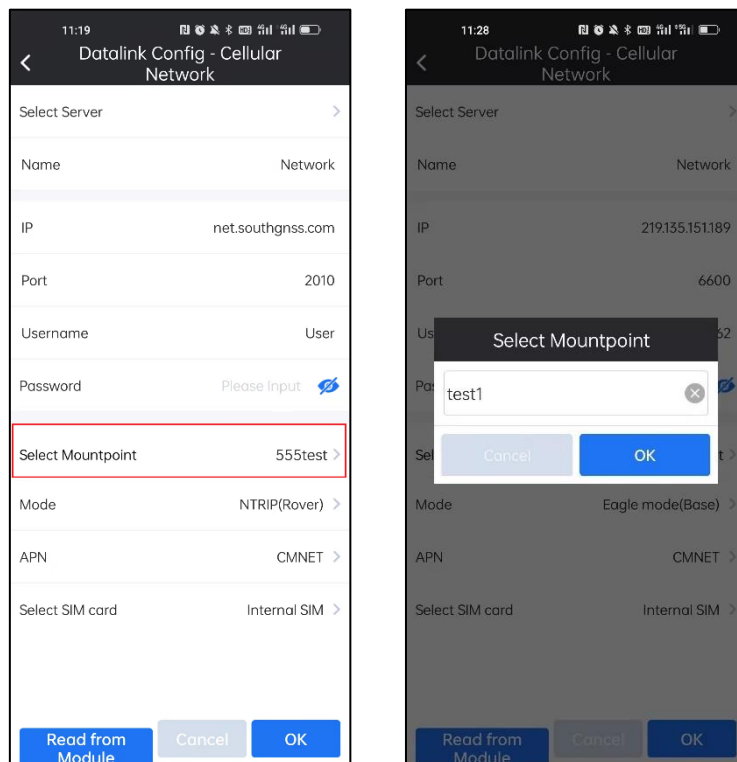 11:19
Datalink Config - Cellular
Network
Select Server
Name Network
IP net.southgnss.com
Port 2010
Username User
Password Please Input
Select Mountpoint 555test
Mode NTRIP(Rover)
APN CMNET
Select SIM card Internal SIM
Read from
Module
Cancel
OK
11:28
Datalink Config - Cellular
Network
Select Server
Name Network
IP 219.135.151.189
Port 6600
Us 62
Select Mountpoint
Pa
test1
Sel t
Cancel
OK
Mode Eagle mode(Base)
APN CMNET
Select SIM card Internal SIM
Read from
Module
Cancel
OK